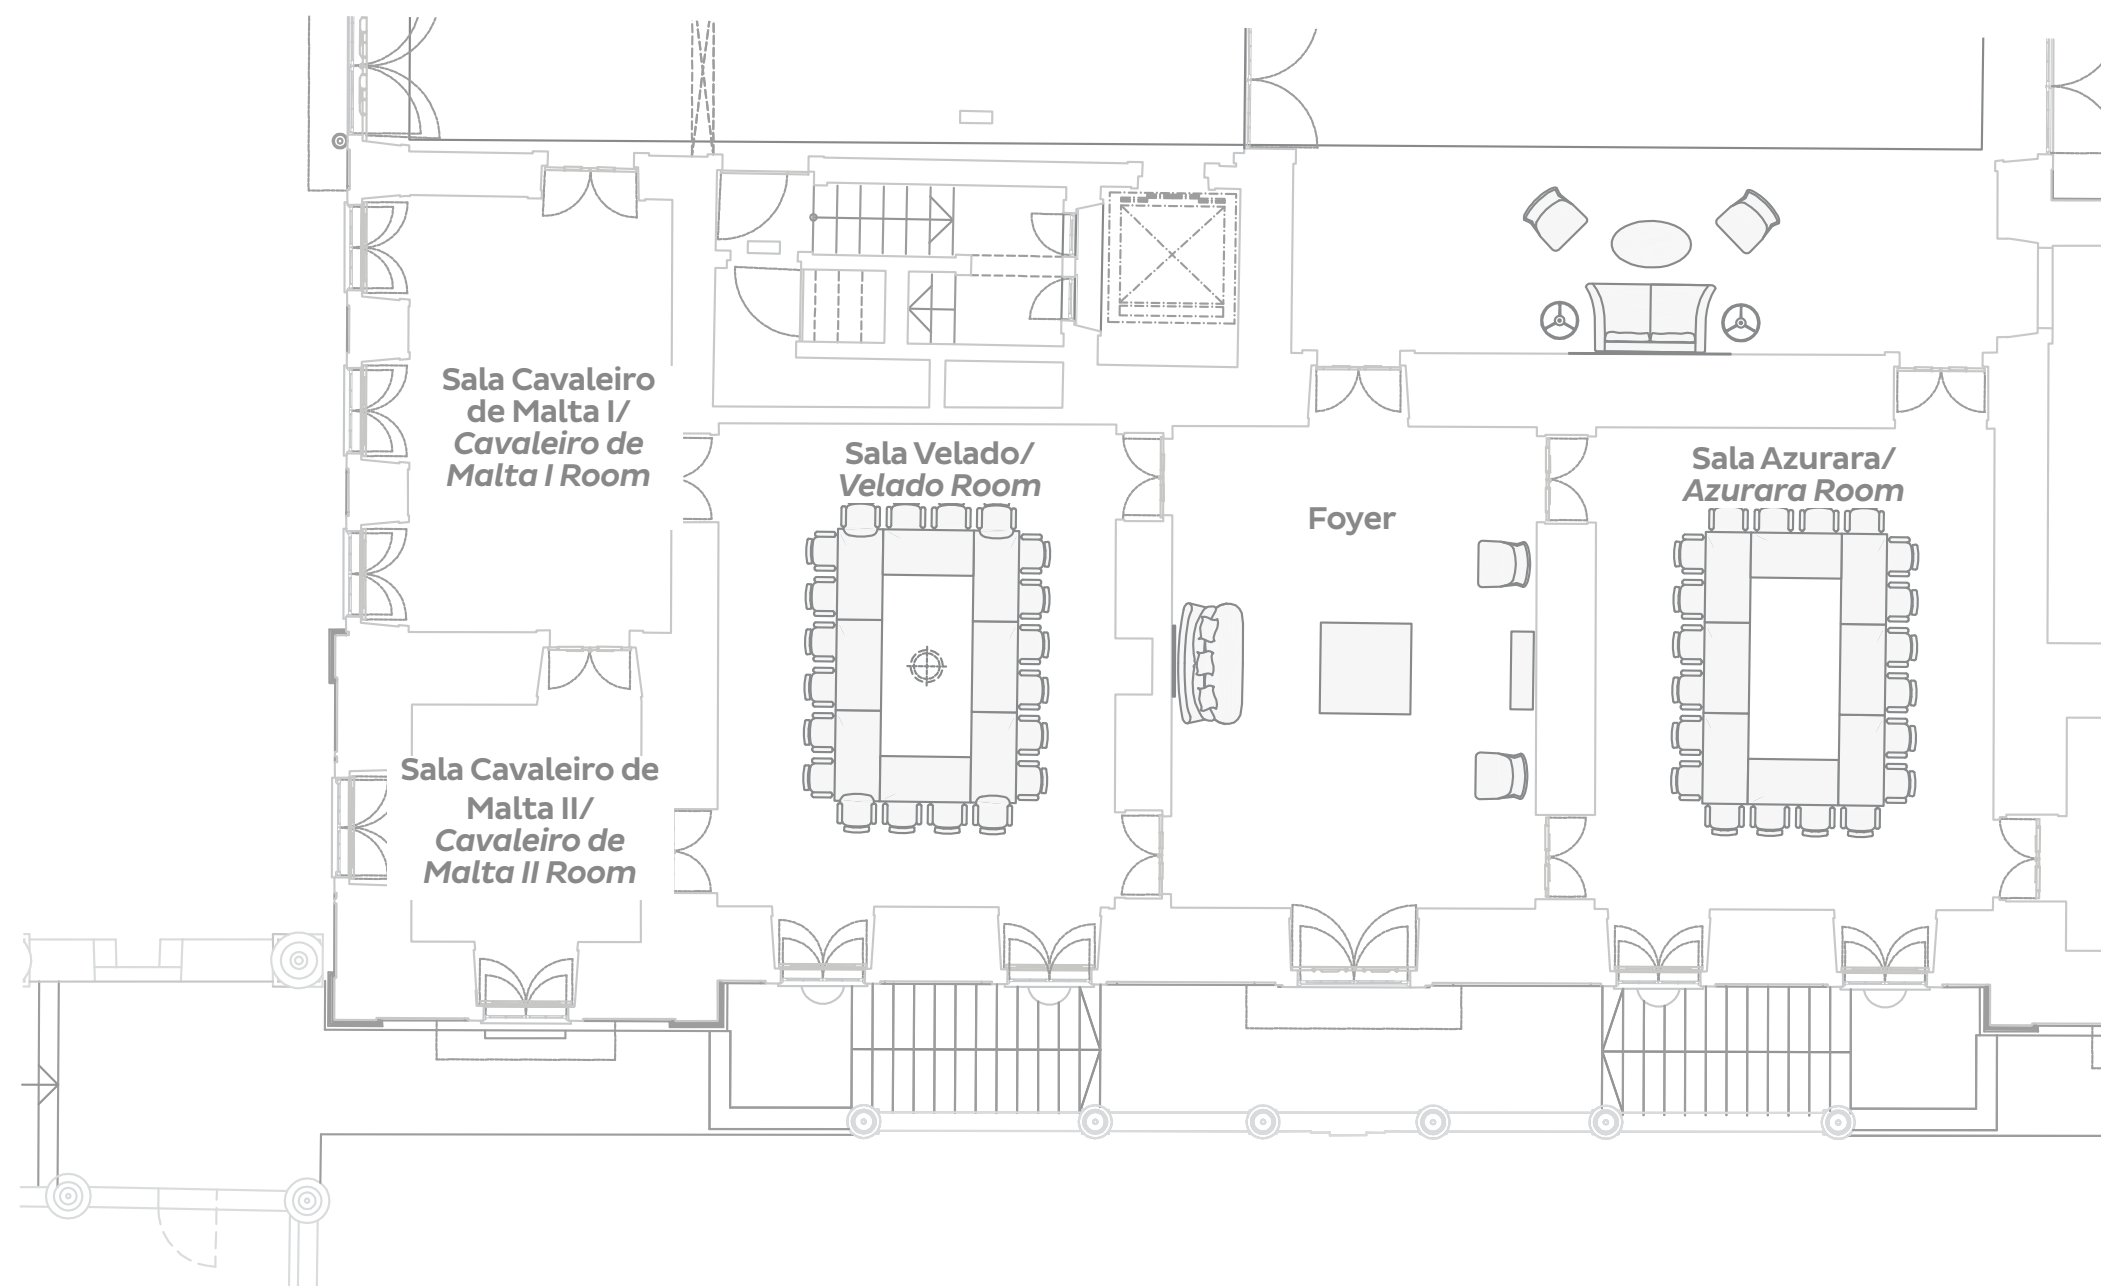 Sala Cavaleiro
de Malta I/
Cavaleiro de
Malta I Room
Sala Velado/
Velado Room
Foyer
Sala Azurara/
Azurara Room
Sala Cavaleiro de
Malta II/
Cavaleiro de
Malta II Room